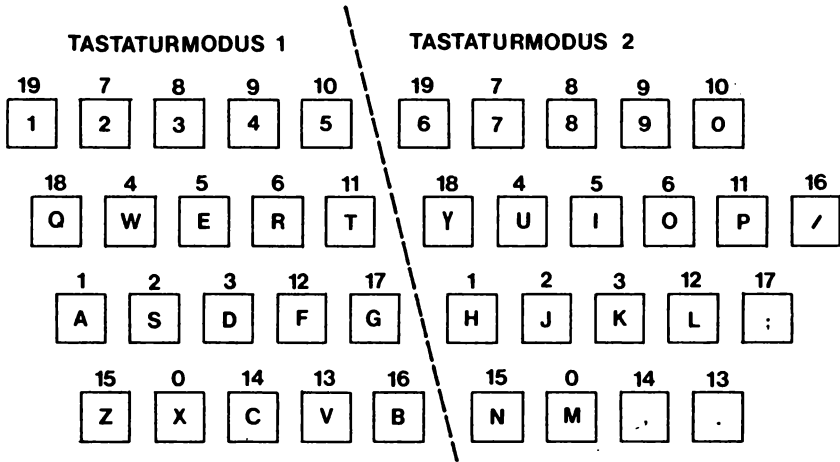 TASTATURMODUS 1 TASTATURMODUS 2
19 7 8 9 10 19 7 8 9 10
1 2 3 4 5 6 7 8 9 0
18 4 5 6 11 18 4 5 6 11 16
Q W E R T Y U I O P /
1 2 3 12 17 1 2 3 12 17
A S D F G H J K L ;
15 0 14 13 16 15 0 14 13
Z X C V B N M , .